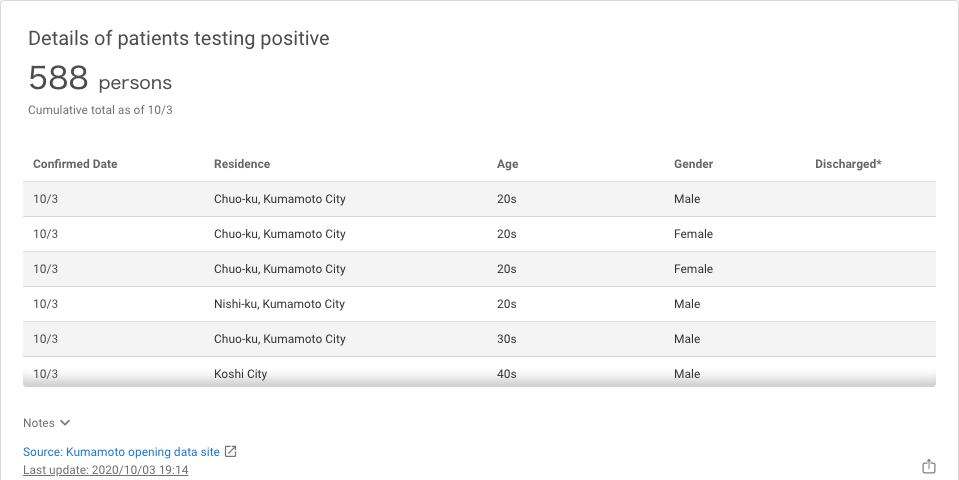 Details of patients testing positive
588 persons
Cumulative total as of 10/3
Confirmed Date Residence Age Gender Discharged*
10/3 Chuo-ku, Kumamoto City 20s Male
10/3 Chuo-ku, Kumamoto City 20s Female
10/3 Chuo-ku, Kumamoto City 20s Female
10/3 Nishi-ku, Kumamoto City 20s Male
10/3 Chuo-ku, Kumamoto City 30s Male
10/3 Koshi City 40s Male
Notes
Source: Kumamoto opening data site
Last update: 2020/10/03 19:14